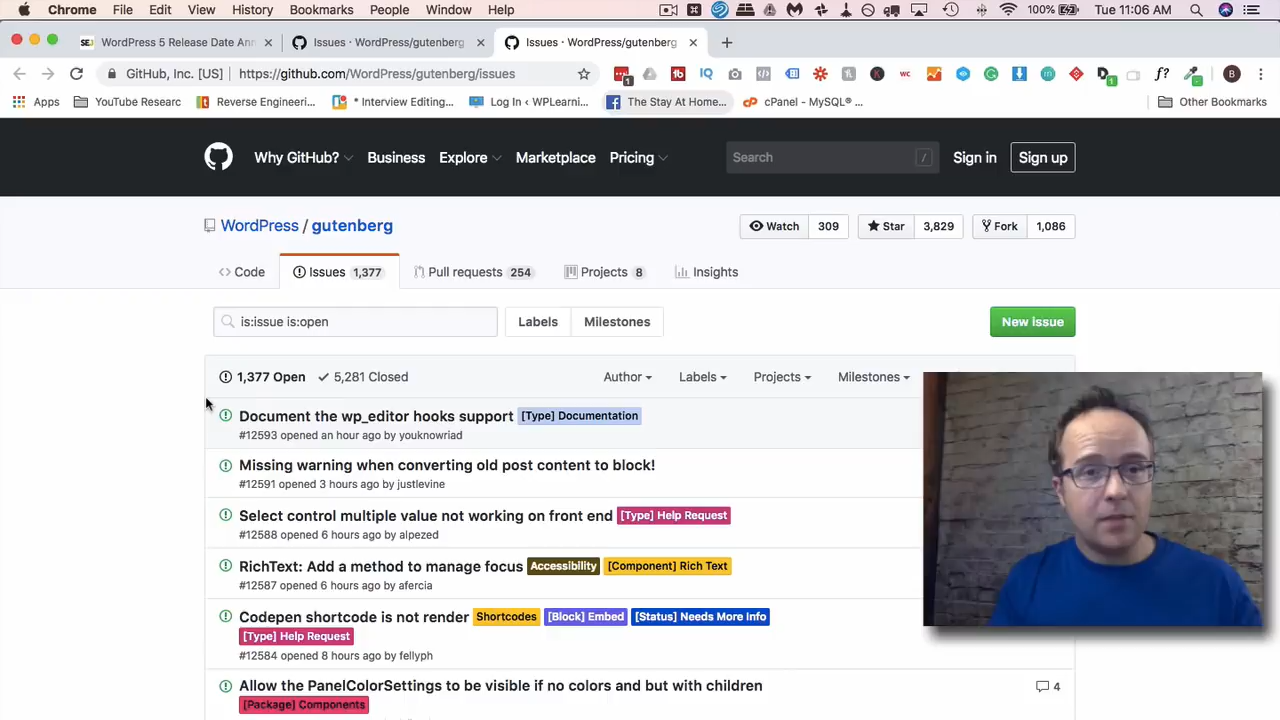 Chrome File Edit View History Bookmarks People Window Help 100% Tue 11:06 AM
SEJ WordPress 5 Release Date Ann Issues · WordPress/gutenberg Issues · WordPress/gutenberg
GitHub, Inc. [US] https://github.com/WordPress/gutenberg/issues
Apps YouTube Researc Reverse Engineeri... * Interview Editing... Log In ‹ WPLearni... The Stay At Home... cPanel - MySQL® ... Other Bookmarks
Why GitHub? Business Explore Marketplace Pricing Search / Sign in Sign up
WordPress / gutenberg Watch 309 Star 3,829 Fork 1,086
Code Issues 1,377 Pull requests 254 Projects 8 Insights
is:issue is:open Labels Milestones New issue
1,377 Open 5,281 Closed Author Labels Projects Milestones
Document the wp_editor hooks support [Type] Documentation
#12593 opened an hour ago by youknowriad
Missing warning when converting old post content to block!
#12591 opened 3 hours ago by justlevine
Select control multiple value not working on front end [Type] Help Request
#12588 opened 6 hours ago by alpezed
RichText: Add a method to manage focus Accessibility [Component] Rich Text
#12587 opened 6 hours ago by afercia
Codepen shortcode is not render Shortcodes [Block] Embed [Status] Needs More Info
[Type] Help Request
#12584 opened 8 hours ago by fellyph
Allow the PanelColorSettings to be visible if no colors and but with children 4
[Package] Components